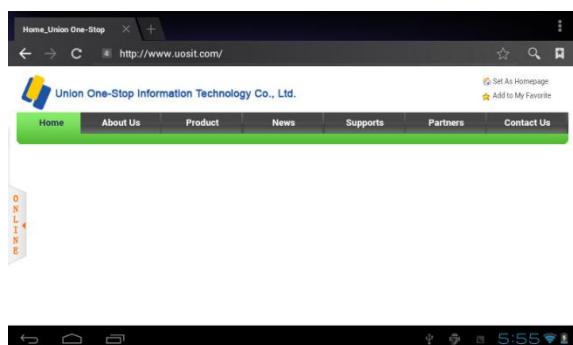 Home_Union One-Stop
http://www.uosit.com/
Set As Homepage
Union One-Stop Information Technology Co., Ltd.
Add to My Favorite
Home About Us Product News Supports Partners Contact Us
ONLINE
5:55